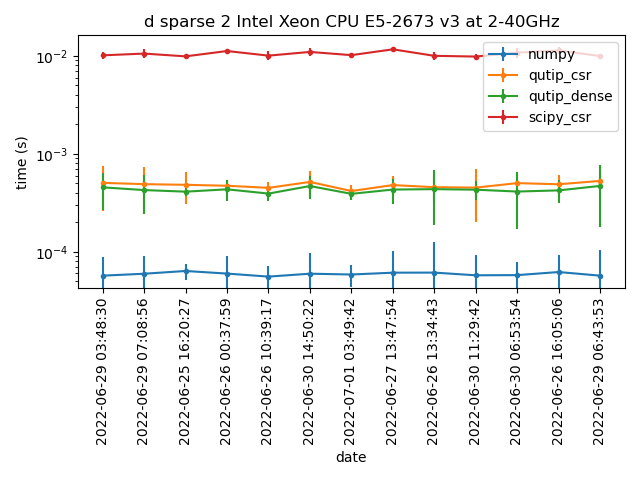 d sparse 2 Intel Xeon CPU E5-2673 v3 at 2-40GHz
numpy
qutip_csr
qutip_dense
scipy_csr
time (s)
10⁻²
10⁻³
10⁻⁴
2022-06-29 03:48:30
2022-06-29 07:08:56
2022-06-25 16:20:27
2022-06-26 00:37:59
2022-06-26 10:39:17
2022-06-30 14:50:22
2022-07-01 03:49:42
2022-06-27 13:47:54
2022-06-26 13:34:43
2022-06-30 11:29:42
2022-06-30 06:53:54
2022-06-26 16:05:06
2022-06-29 06:43:53
date